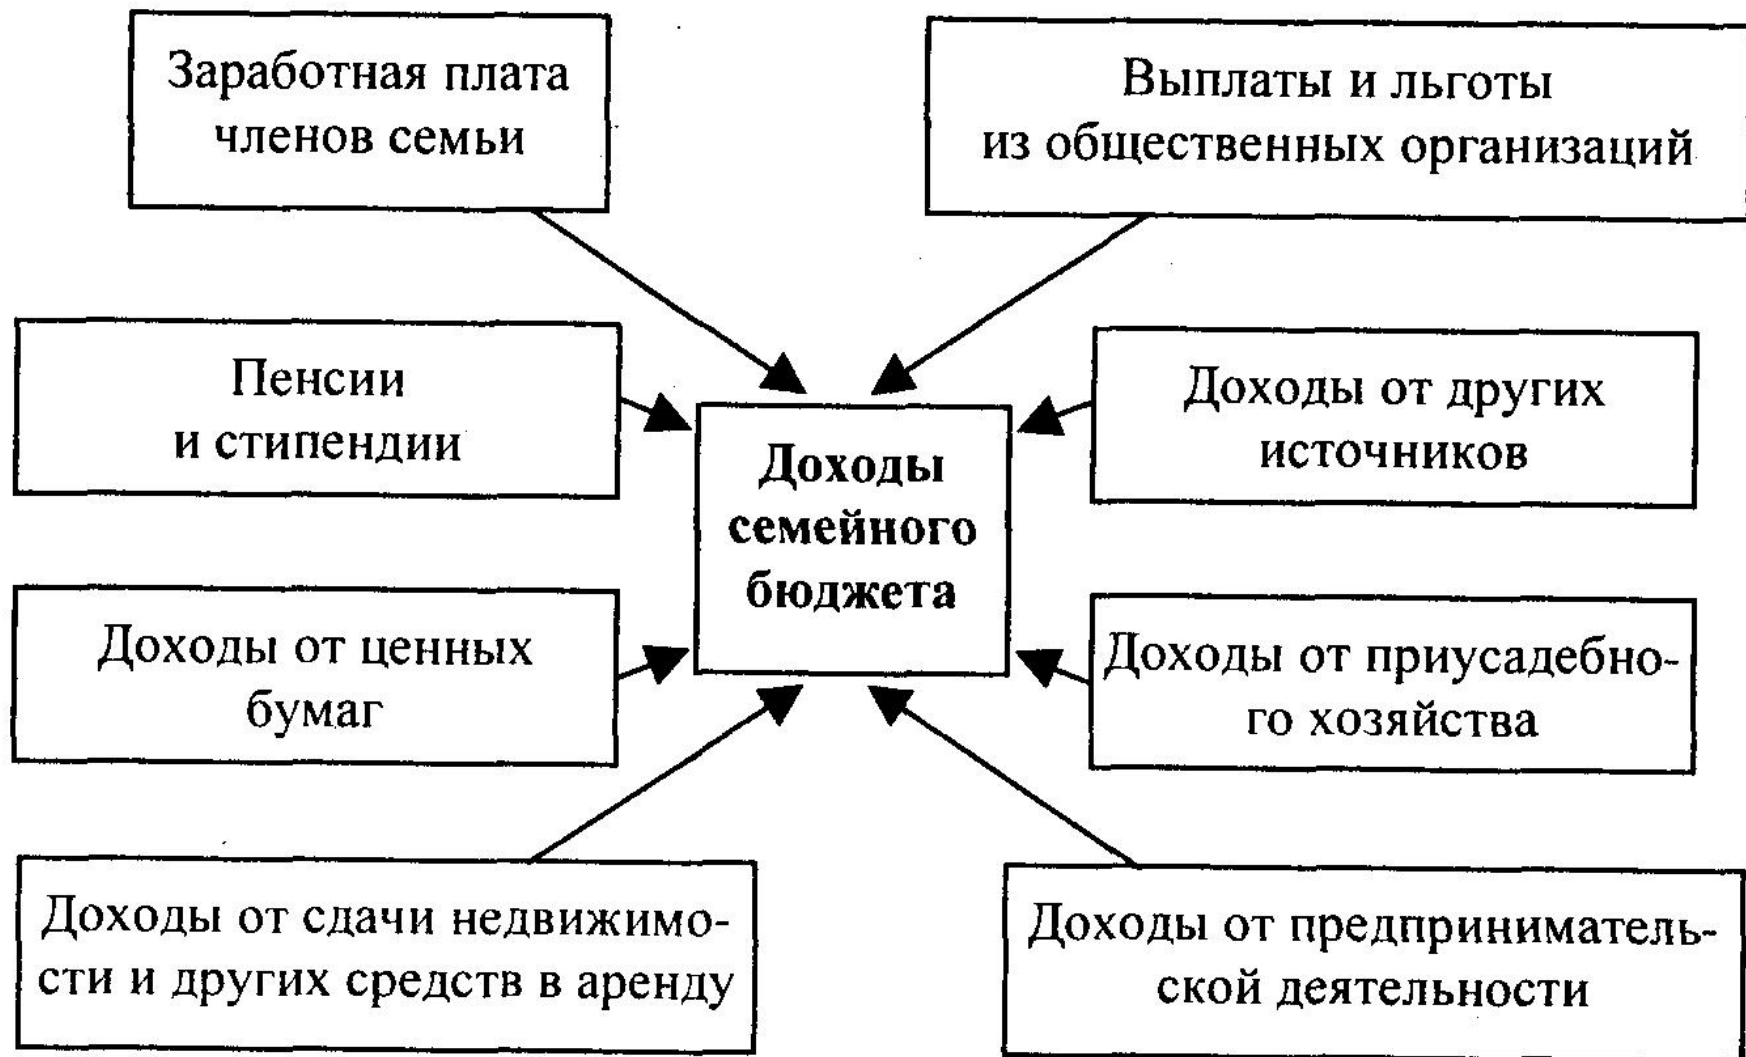 Заработная плата
членов семьи
Выплаты и льготы
из общественных организаций
Пенсии
и стипендии
Доходы от других
источников
Доходы
семейного
бюджета
Доходы от ценных
бумаг
Доходы от приусадебно-
го хозяйства
Доходы от сдачи недвижимо-
сти и других средств в аренду
Доходы от предприниматель-
ской деятельности